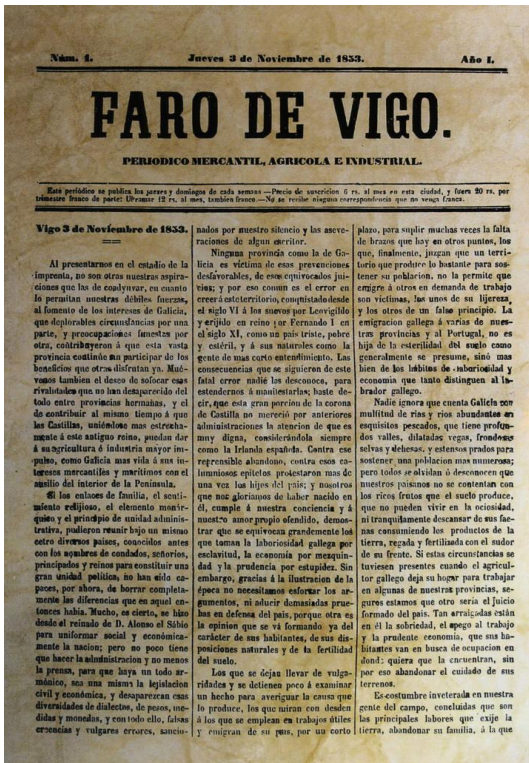 Núm. 1.
Jueves 3 de Noviembre de 1853.
Año I.
FARO DE VIGO.
PERIODICO MERCANTIL, AGRICOLA E INDUSTRIAL.
Este periódico se publica los jueves y domingos de cada semana.—Precio de suscricion 6 rs. al mes en esta ciudad, y fuera 20 rs. por
trimestre franco de porte: Ultramar 12 rs. al mes, tambien franco.—No se recibe ninguna correspondencia que no venga franca.
Vigo 3 de Noviembre de 1853.
Al presentarnos en el estadio de la
imprenta, no son otras nuestras aspira-
ciones que las de coadyuvar, en cuanto
lo permitan nuestras débiles fuerzas,
al fomento de los intereses de Galicia,
que deplorables circunstancias por una
parte, y preocupaciones funestas por
otra, contribuyeron á que esta vasta
provincia continúe sin participar de los
beneficios que otras disfrutan ya. Mué-
venos tambien el deseo de sofocar esas
rivalidades que no han desaparecido del
todo entre provincias hermanas, y el
de contribuir al mismo tiempo á que
las Castillas, uniéndose mas estrecha-
mente á este antiguo reino, puedan dar
á su agricultura é industria mayor im-
pulso, como Galicia mas vida á sus in-
tereses mercantiles y marítimos con el
ausilio del interior de la Península.
Si los enlaces de familia, el senti-
miento religioso, el elemento monár-
quico y el principio de unidad adminis-
trativa, pudieron reunir bajo un mismo
cetro diversos paises, conocidos antes
con los nombres de condados, señorios,
principados y reinos para constituir una
gran unidad política, no han sido ca-
paces, por ahora, de borrar completa-
mente las diferencias que en aquel en-
tonces habia. Mucho, es cierto, se hizo
desde el reinado de D. Alonso el Sábio
para uniformar social y económica-
mente la nacion; pero no poco tiene
que hacer la administracion y no menos
la prensa, para que haya un todo ar-
mónico, sea una misma la legislacion
civil y económica, y desaparezcan esas
diversidades de dialectos, de pesos, me-
didas y monedas, y con todo ello, falsas
creencias y vulgares errores, sancio-
nados por nuestro silencio y las aseve-
raciones de algun escritor.
Ninguna provincia como la de Ga-
licia es víctima de esas prevenciones
desfavorables, de esos equivocados jui-
cios; y por eso comun es el error en
creer á este territorio, conquistado desde
el siglo VI á los suevos por Leovigildo
y erijido en reino por Fernando I en
el siglo XI, como un pais triste, pobre
y estéril, y á sus naturales como la
gente de mas corto entendimiento. Las
consecuencias que se siguieron de este
fatal error nadie las desconoce, para
estendernos á manifestarlas; baste de-
cir, que esta gran porcion de la corona
de Castilla no mereció por anteriores
administraciones la atencion de que es
muy digna, considerándola siempre
como la Irlanda española. Contra ese
reprensible abandono, contra esos ca-
lumniosos epítetos protestaron mas de
una vez los hijos del pais; y nosotros
que nos gloriamos de haber nacido en
él, cumple á nuestra conciencia y á
nuestro amor propio ofendido, demos-
trar que se equivocan grandemente los
que toman la laboriosidad gallega por
esclavitud, la economía por mezquin-
dad y la prudencia por estupidez. Sin
embargo, gracias á la ilustracion de la
época no necesitamos esforzar los ar-
gumentos, ni aducir demasiadas prue-
bas en defensa del pais, porque otra es
la opinion que se vá formando ya del
carácter de sus habitantes, de sus dis-
posiciones naturales y de la fertilidad
del suelo.
Los que se dejan llevar de vulga-
ridades y se detienen poco á examinar
un hecho para averiguar la causa que
lo produce, los que miran con desden
á los que se emplean en trabajos útiles
y emigran de su pais, por un corto
plazo, para suplir muchas veces la falta
de brazos que hay en otros puntos, los
que, finalmente, juzgan que un terri-
torio que produce lo bastante para sos-
tener su poblacion, no la permite que
emigre á otros en demanda de trabajo
son víctimas, los unos de su lijereza,
y los otros de un falso principio. La
emigracion gallega á varias de nues-
tras provincias y al Portugal, no es
hija de la esterilidad del suelo como
generalmente se presume, sinó mas
bien de los hábitos de laboriosidad y
economía que tanto distinguen al la-
brador gallego.
Nadie ignora que cuenta Galicia con
multitud de rias y rios abundantes en
esquisitos pescados, que tiene profun-
dos valles, dilatadas vegas, frondosas
selvas y dehesas, y estensos prados para
sostener una poblacion mas numerosa;
pero todos se olvidan ó desconocen que
nuestros paisanos no se contentan con
los ricos frutos que el suelo produce,
que no pueden vivir en la ociosidad,
ni tranquilamente descansar de sus fae-
nas consumiendo los productos de la
tierra, regada y fertilizada con el sudor
de su frente. Si estas circunstancias se
tuviesen presentes cuando el agricul-
tor gallego deja su hogar para trabajar
en algunas de nuestras provincias, se-
guros estamos que otro seria el juicio
formado del pais. Tan arraigadas están
en él la sobriedad, el apego al trabajo
y la prudente economía, que sus ha-
bitantes van en busca de ocupacion en
donde quiera que la encuentran, sin
por eso abandonar el cuidado de sus
terrenos.
Es costumbre inveterada en nuestra
gente del campo, concluidas que son
las principales labores que exije la
tierra, abandonar su familia, á la que